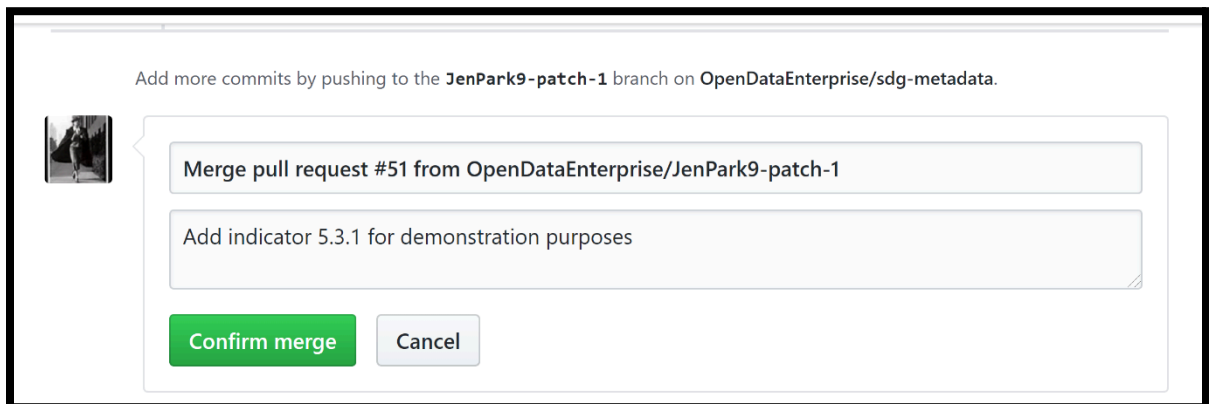 Add more commits by pushing to the JenPark9-patch-1 branch on OpenDataEnterprise/sdg-metadata.
Merge pull request #51 from OpenDataEnterprise/JenPark9-patch-1
Add indicator 5.3.1 for demonstration purposes
Confirm merge Cancel